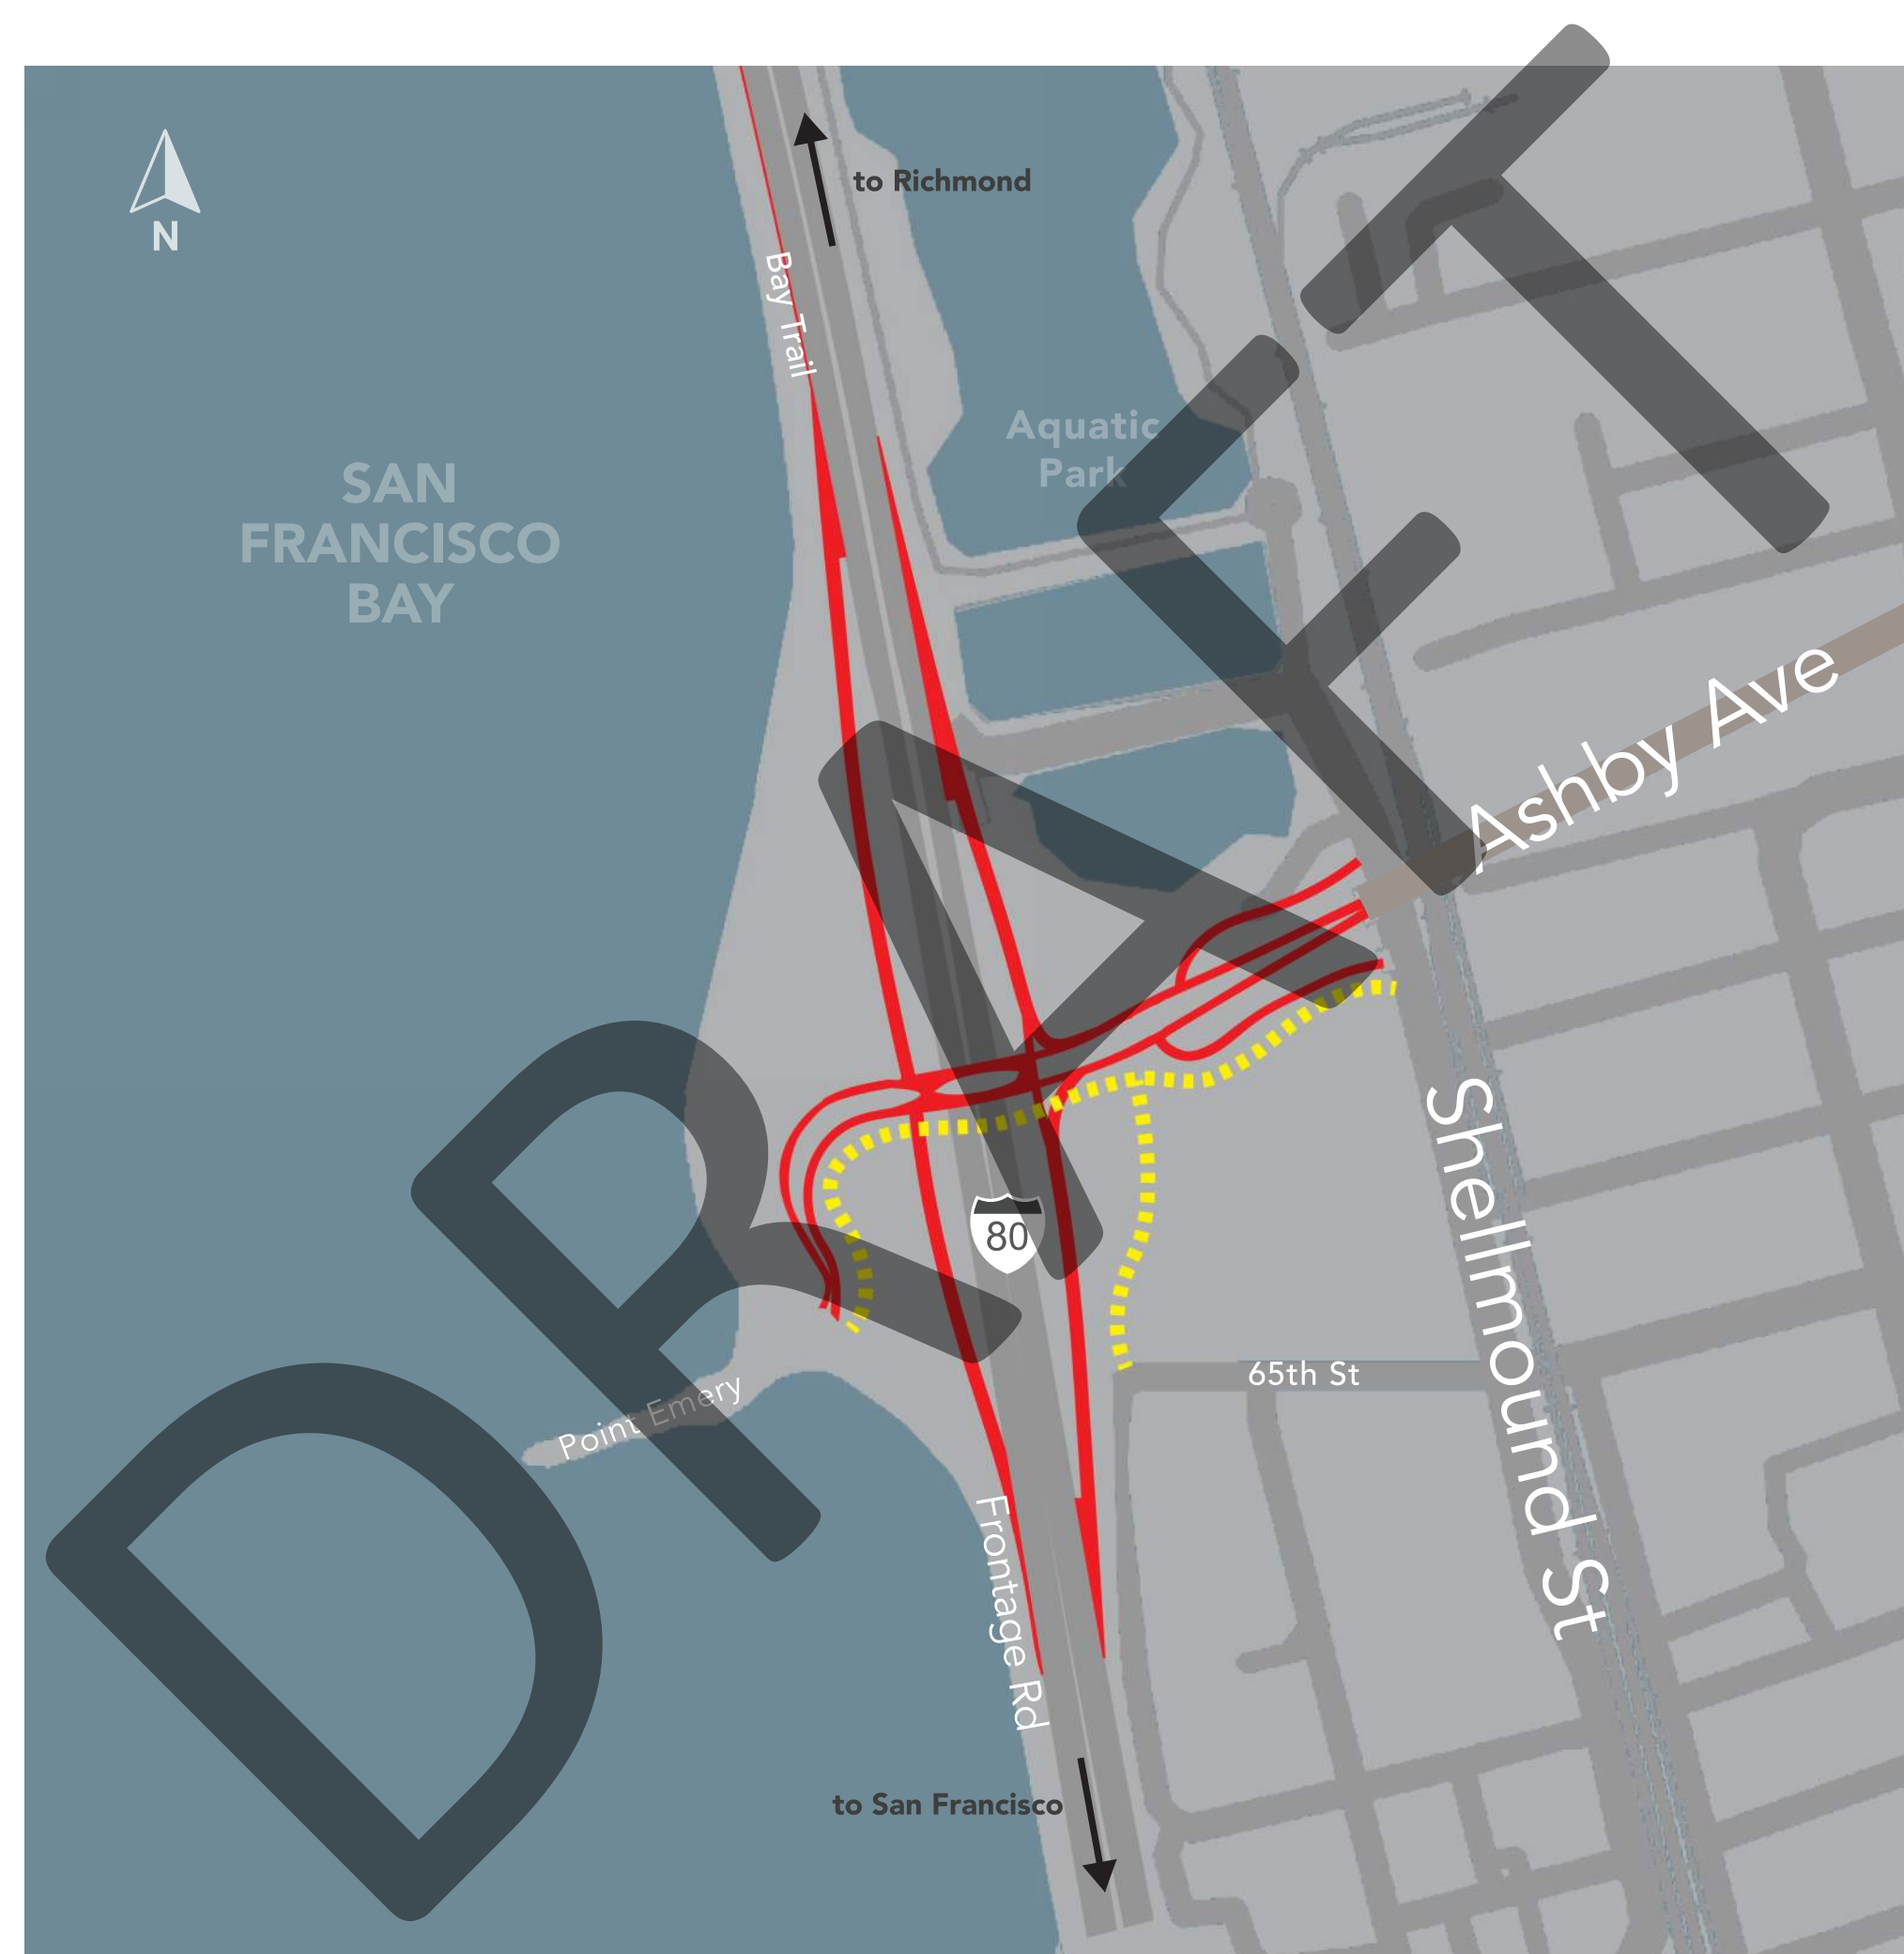 to Richmond
N
Bay Trail
Aquatic
Park
SAN
FRANCISCO
BAY
Ashby Ave
DRAFT
80
Shellmound St
65th St
Point Emery
Frontage Rd
to San Francisco